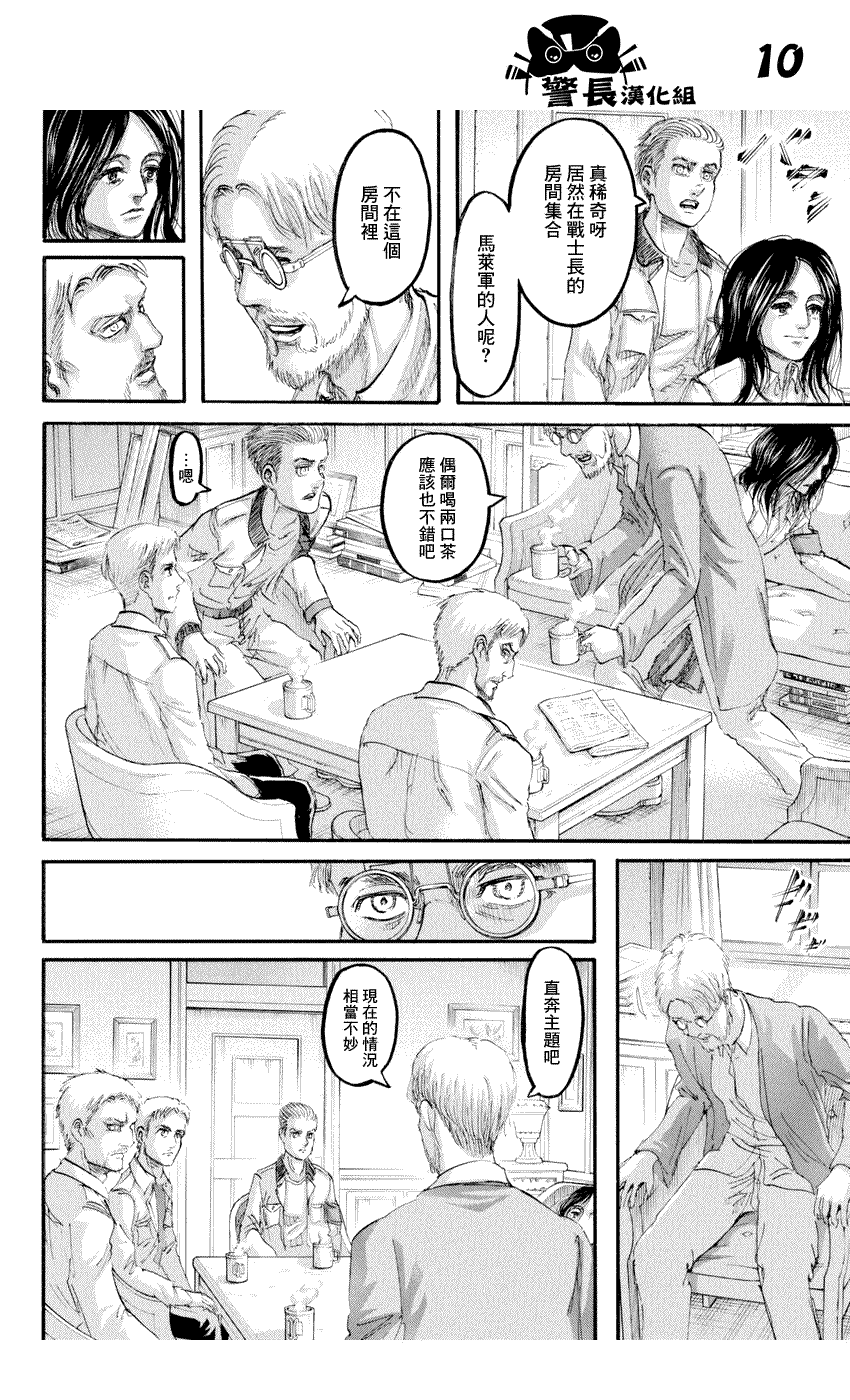 警長漢化組
10
真稀奇呀
居然在戰士長的
房間集合
馬萊軍的人呢？
不在這個
房間裡
偶爾喝兩口茶
應該也不錯吧
…嗯
直奔主題吧
現在的情況
相當不妙